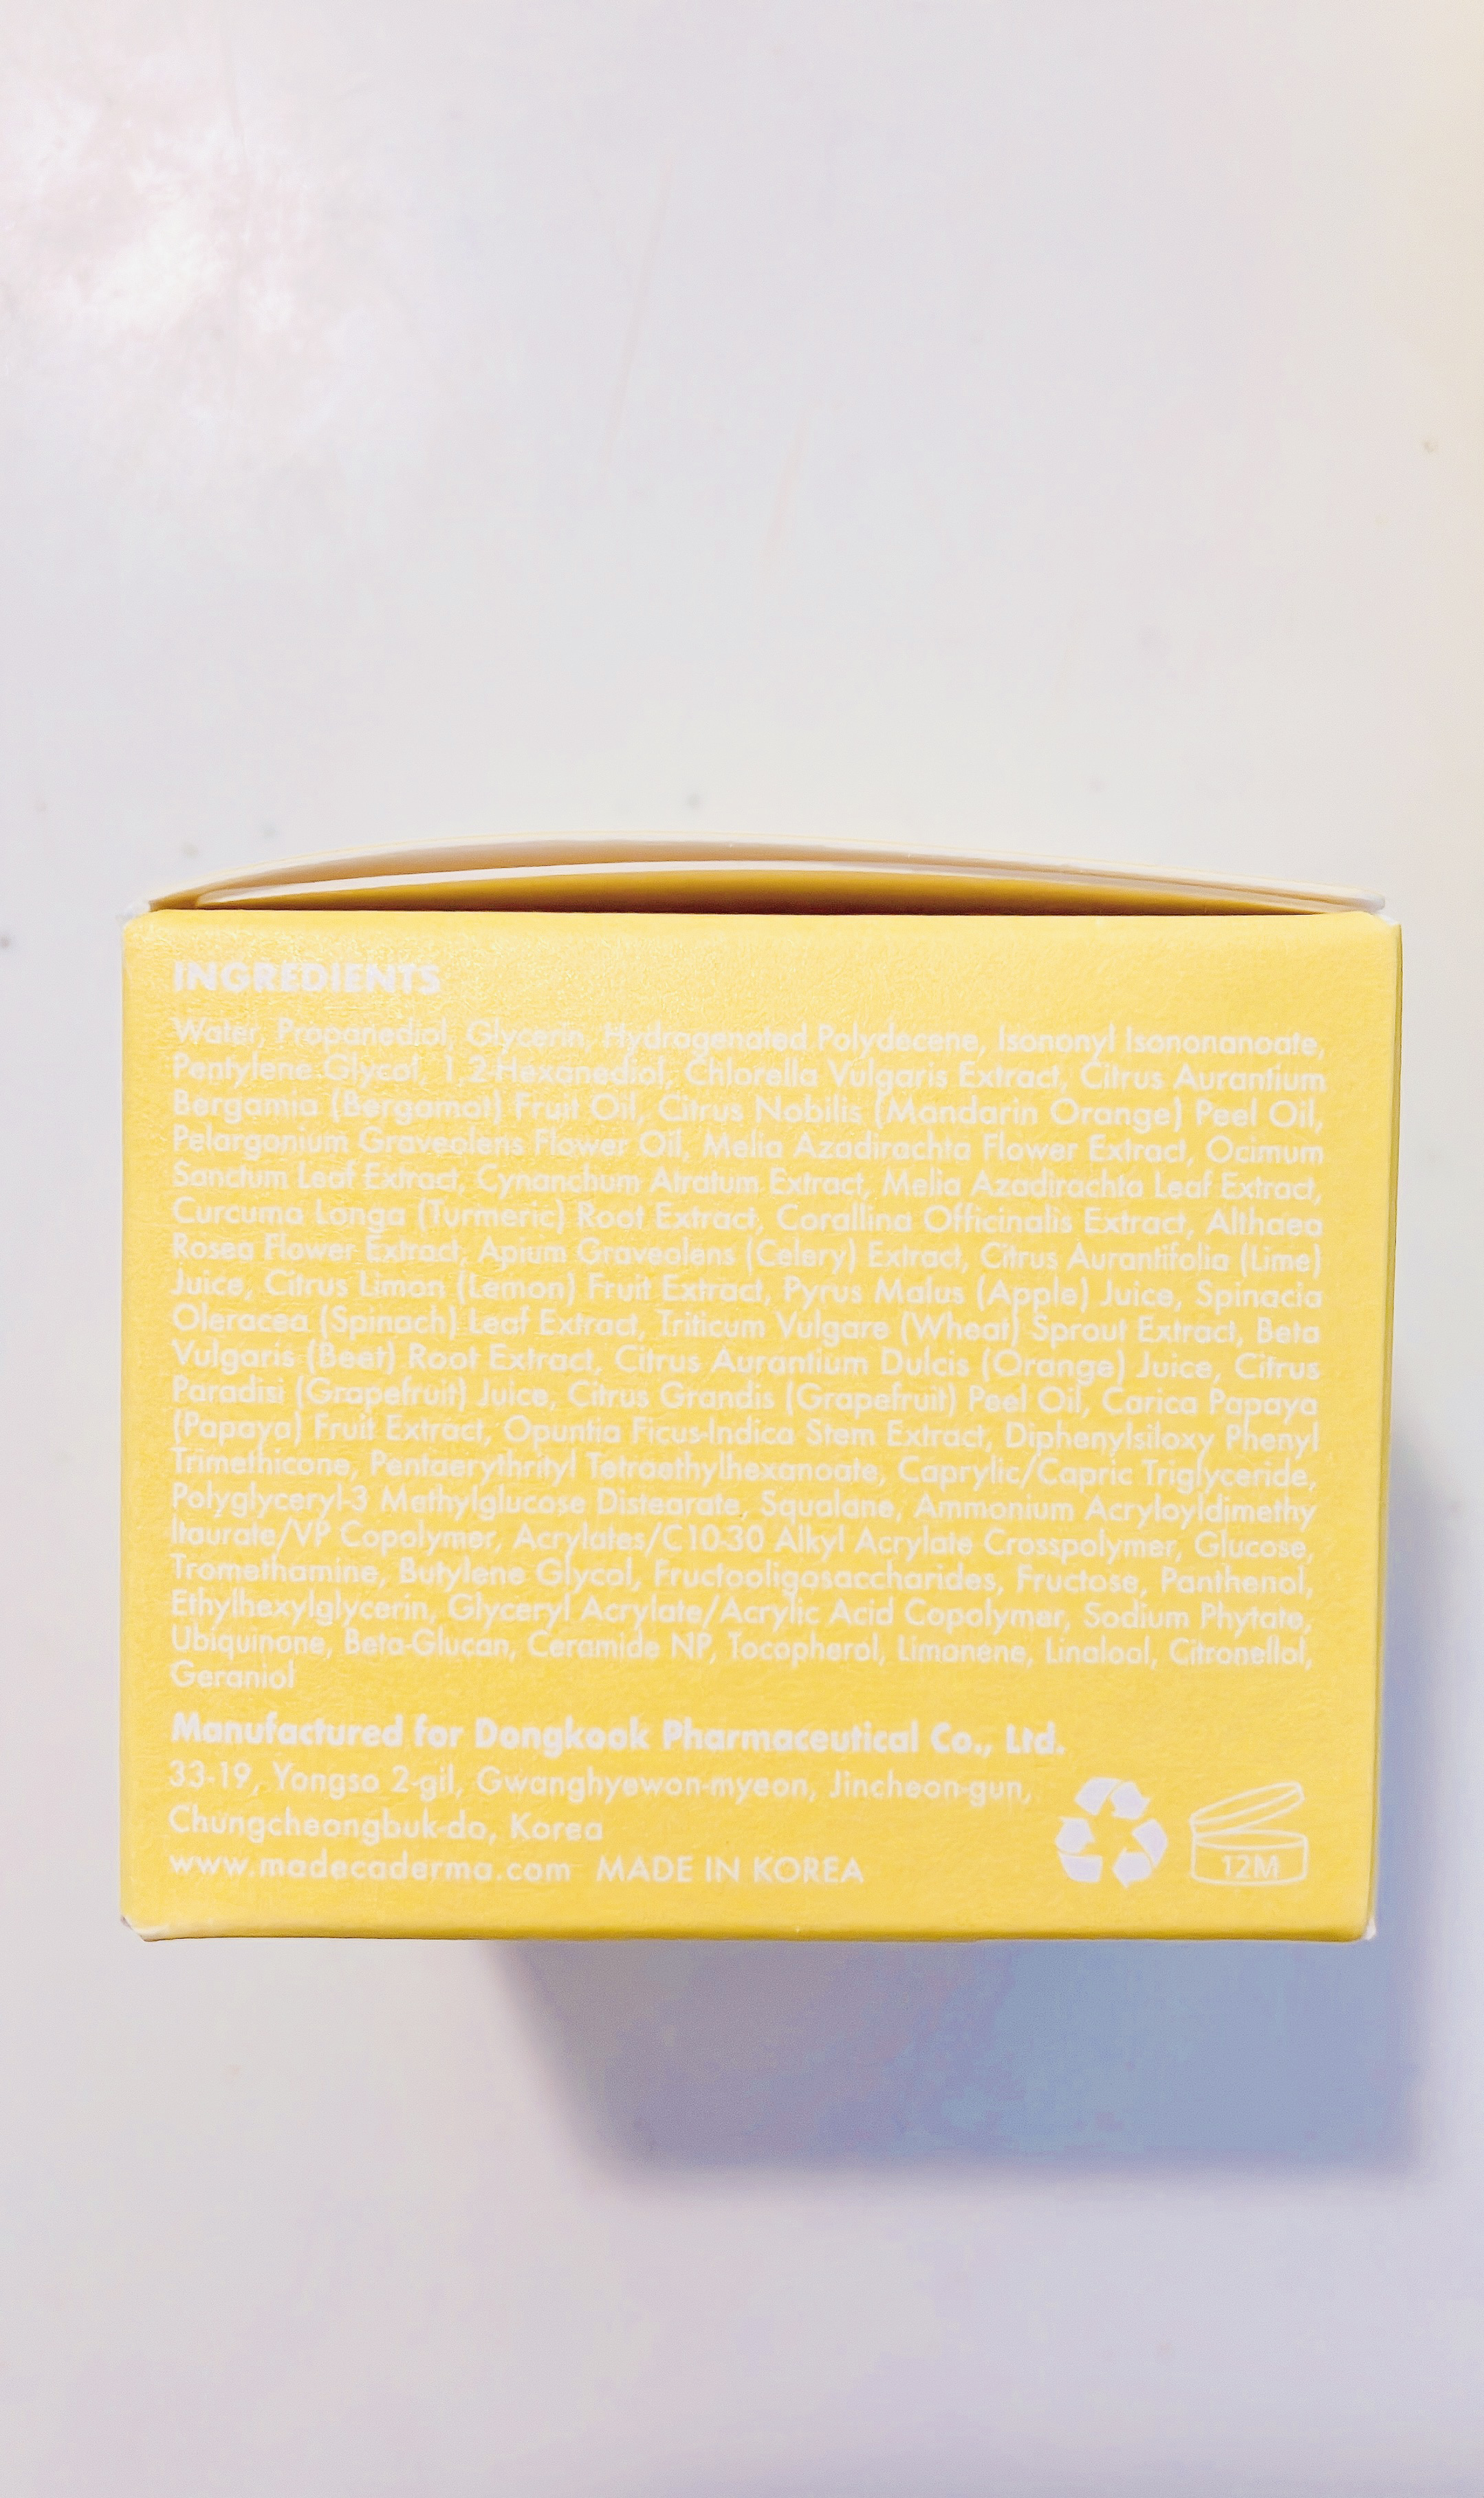 INGREDIENTS
Water, Propanediol, Glycerin, Hydrogenated Polydecene, Isononyl Isononanoate,
Pentylene Glycol, 1,2-Hexanediol, Chlorella Vulgaris Extract, Citrus Aurantium
Bergamia (Bergamot) Fruit Oil, Citrus Nobilis (Mandarin Orange) Peel Oil,
Pelargonium Graveolens Flower Oil, Melia Azadirachta Flower Extract, Ocimum
Sanctum Leaf Extract, Cynanchum Atratum Extract, Melia Azadirachta Leaf Extract,
Curcuma Longa (Turmeric) Root Extract, Corallina Officinalis Extract, Althaea
Rosea Flower Extract, Apium Graveolens (Celery) Extract, Citrus Aurantifolia (Lime)
Juice, Citrus Limon (Lemon) Fruit Extract, Pyrus Malus (Apple) Juice, Spinacia
Oleracea (Spinach) Leaf Extract, Triticum Vulgare (Wheat) Sprout Extract, Beta
Vulgaris (Beet) Root Extract, Citrus Aurantium Dulcis (Orange) Juice, Citrus
Paradisi (Grapefruit) Juice, Citrus Grandis (Grapefruit) Peel Oil, Carica Papaya
(Papaya) Fruit Extract, Opuntia Ficus-Indica Stem Extract, Diphenylsiloxy Phenyl
Trimethicone, Pentaerythrityl Tetraethylhexanoate, Caprylic/Capric Triglyceride,
Polyglyceryl-3 Methylglucose Distearate, Squalane, Ammonium Acryloyldimethy
ltaurate/VP Copolymer, Acrylates/C10-30 Alkyl Acrylate Crosspolymer, Glucose,
Tromethamine, Butylene Glycol, Fructooligosaccharides, Fructose, Panthenol,
Ethylhexylglycerin, Glyceryl Acrylate/Acrylic Acid Copolymer, Sodium Phytate,
Ubiquinone, Beta-Glucan, Ceramide NP, Tocopherol, Limonene, Linalool, Citronellol,
Geraniol
Manufactured for Dongkook Pharmaceutical Co., Ltd.
33-19, Yongso 2-gil, Gwanghyewon-myeon, Jincheon-gun,
Chungcheongbuk-do, Korea
www.madecaderma.com MADE IN KOREA
12M